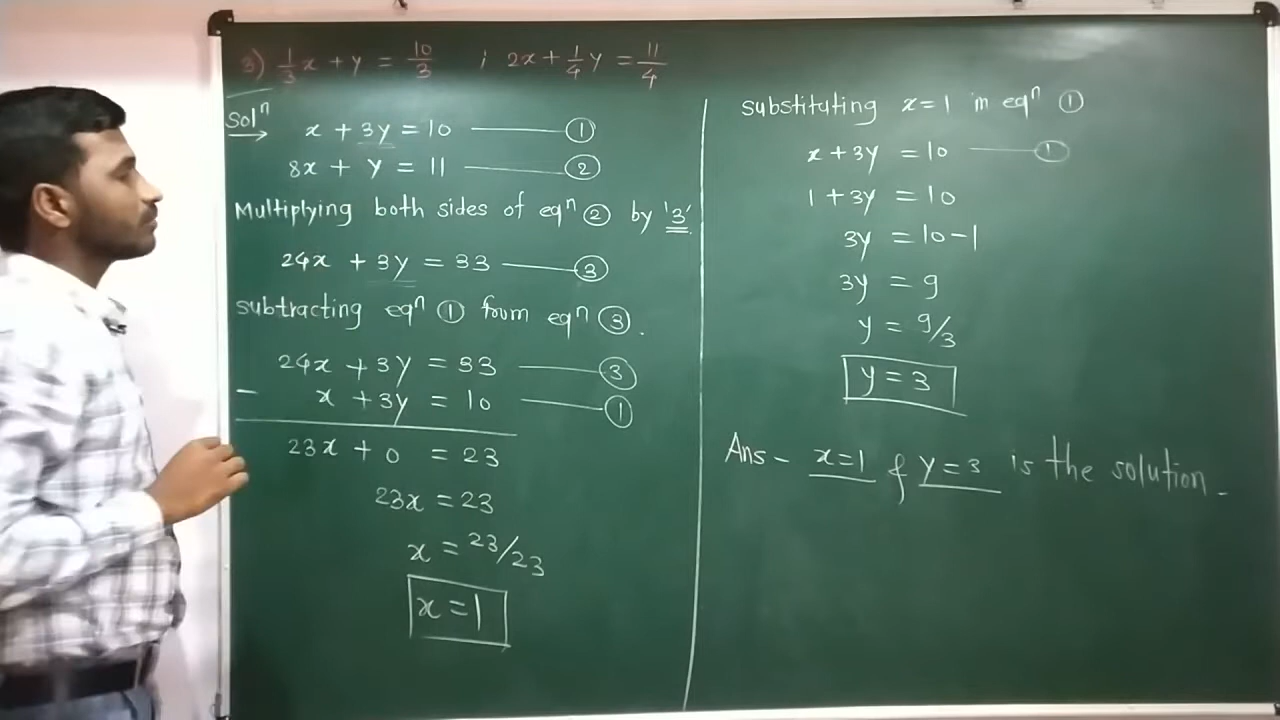 3) 1/3 x + y = 10/3 ; 2x + 1/4 y = 11/4
Solⁿ
x + 3y = 10 ——— ①
8x + y = 11 ——— ②
Multiplying both sides of eqⁿ ② by '3'.
24x + 3y = 33 ——— ③
subtracting eqⁿ ① from eqⁿ ③.
24x + 3y = 33 ——— ③
- x + 3y = 10 ——— ①
23x + 0 = 23
23x = 23
x = 23/23
x = 1
substituting x=1 in eqⁿ ①
x + 3y = 10 ——— ①
1 + 3y = 10
3y = 10-1
3y = 9
y = 9/3
y = 3
Ans - x=1 & y=3 is the solution.